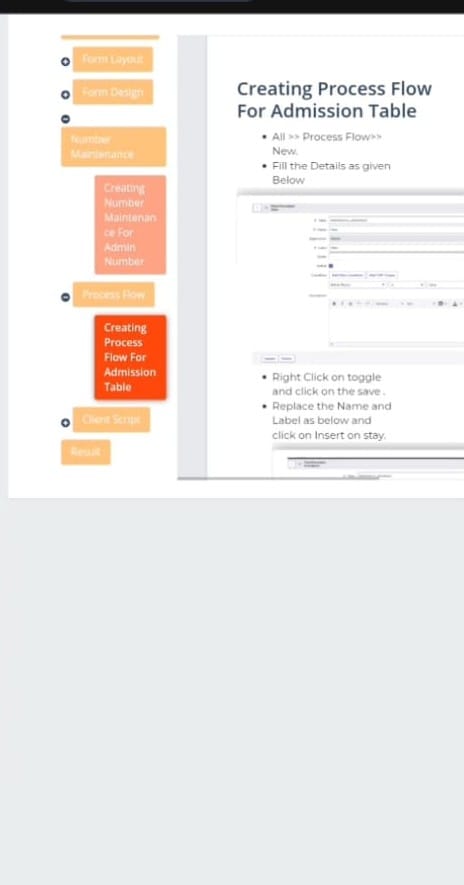 Form Layout
Form Design
Number
Maintenance
Creating
Number
Maintenan
ce For
Admin
Number
Process Flow
Creating
Process
Flow For
Admission
Table
Client Script
Result
Creating Process Flow
For Admission Table
All >> Process Flow>>
New.
Fill the Details as given
Below
Right Click on toggle
and click on the save .
Replace the Name and
Label as below and
click on Insert on stay.